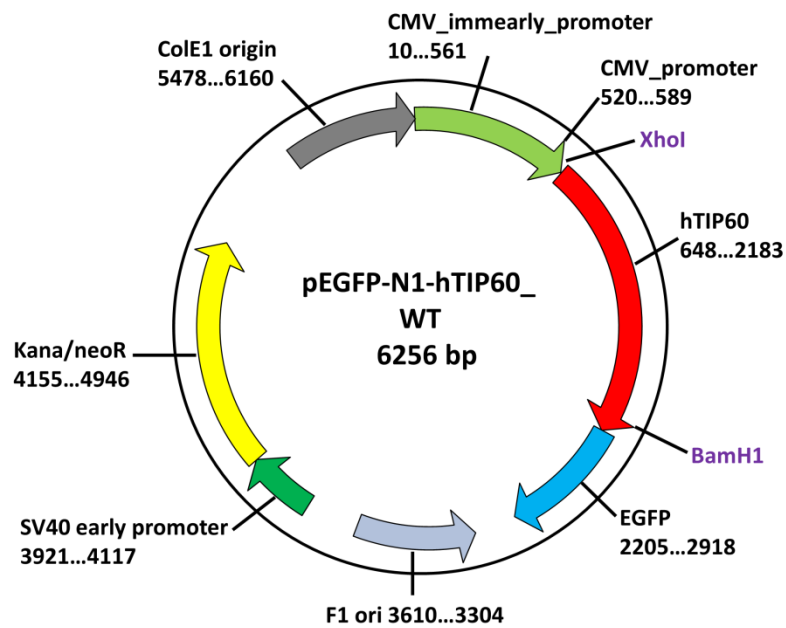 CMV_immearly_promoter
10...561
ColE1 origin
5478...6160
CMV_promoter
520...589
XhoI
hTIP60
648...2183
pEGFP-N1-hTIP60_
WT
6256 bp
Kana/neoR
4155...4946
BamH1
EGFP
2205...2918
SV40 early promoter
3921...4117
F1 ori 3610...3304